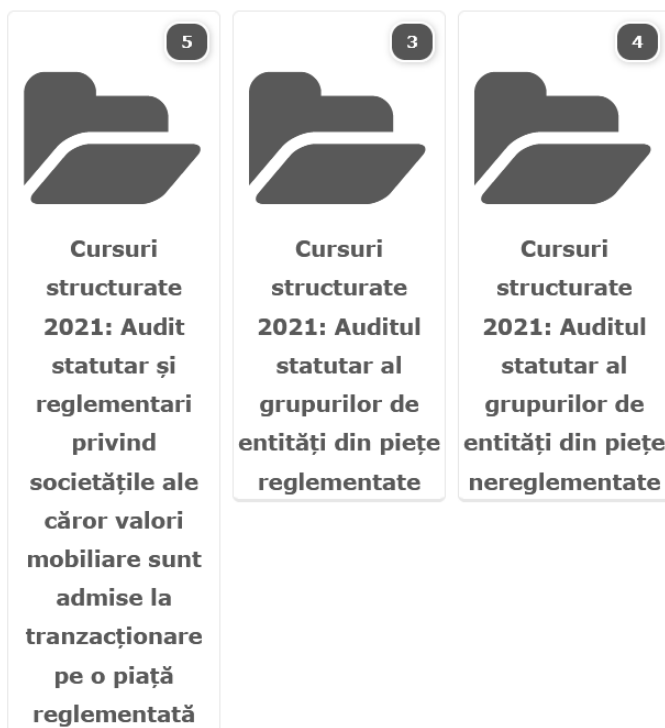 5
Cursuri
structurate
2021: Audit
statutar și
reglementari
privind
societățile ale
căror valori
mobiliare sunt
admise la
tranzacționare
pe o piață
reglementată
3
Cursuri
structurate
2021: Auditul
statutar al
grupurilor de
entități din piețe
reglementate
4
Cursuri
structurate
2021: Auditul
statutar al
grupurilor de
entități din piețe
nereglementate